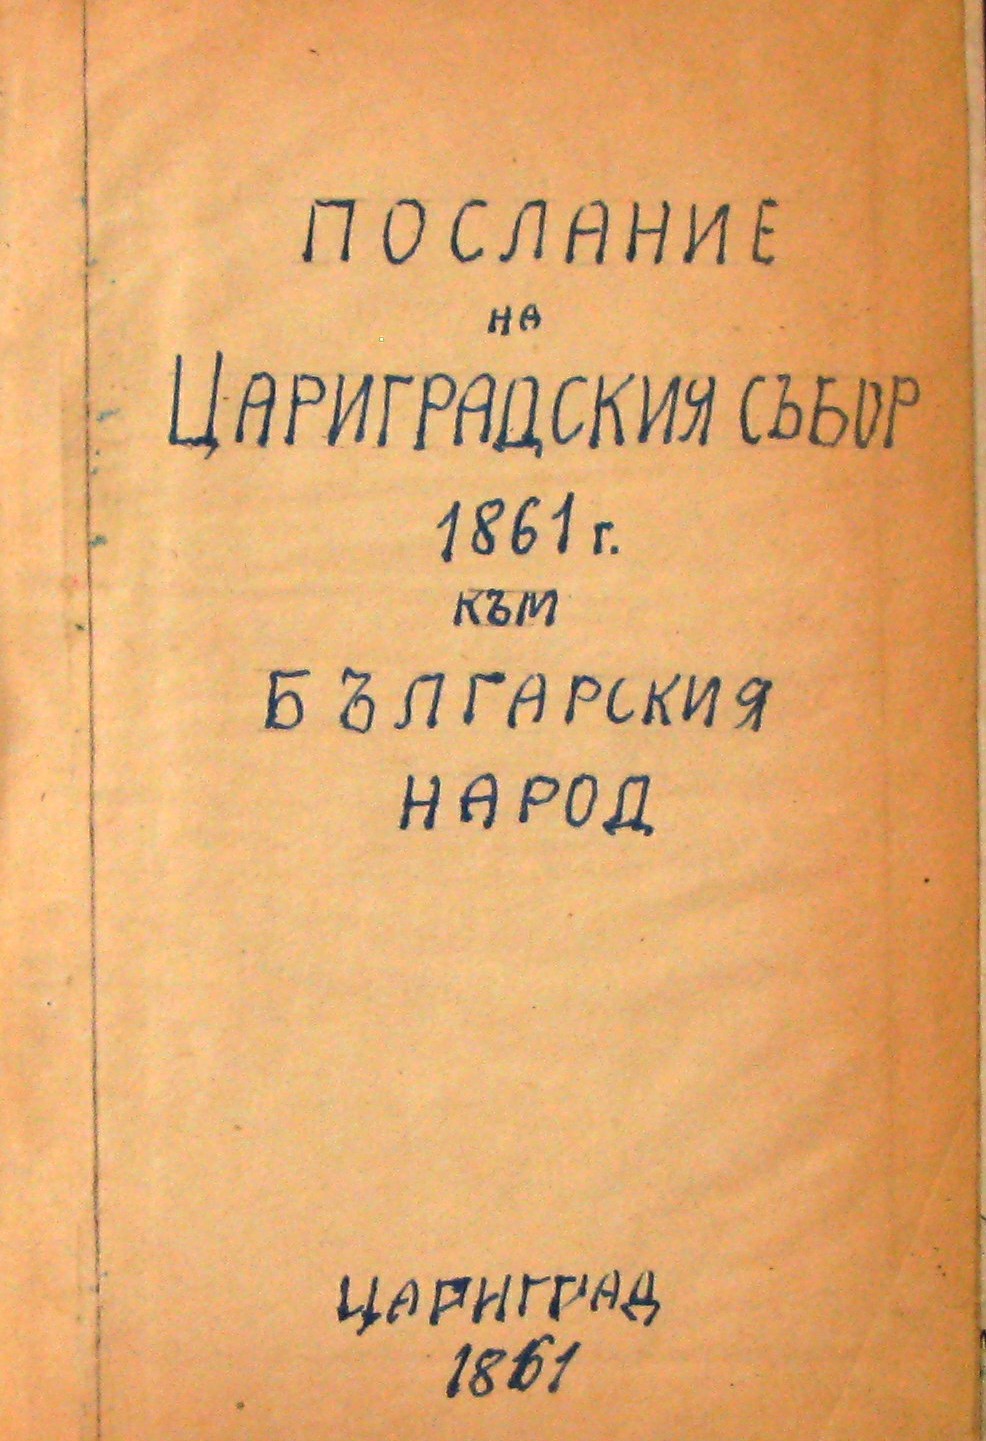 ПОСЛАНИЕ
на
ЦАРИГРАДСКИЯ СЪБОР
1861 г.
КЪМ
БЪЛГАРСКИЯ
НАРОД
ЦАРИГРАД
1861